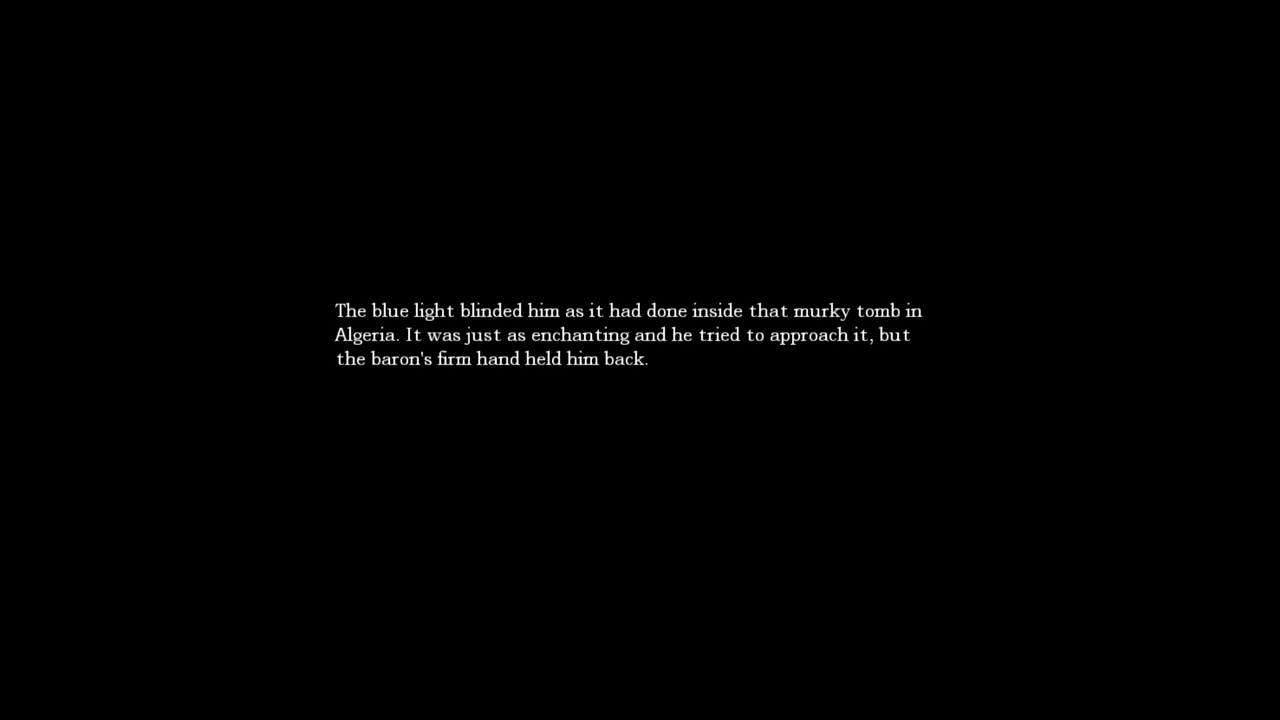 The blue light blinded him as it had done inside that murky tomb in
Algeria. It was just as enchanting and he tried to approach it, but
the baron's firm hand held him back.